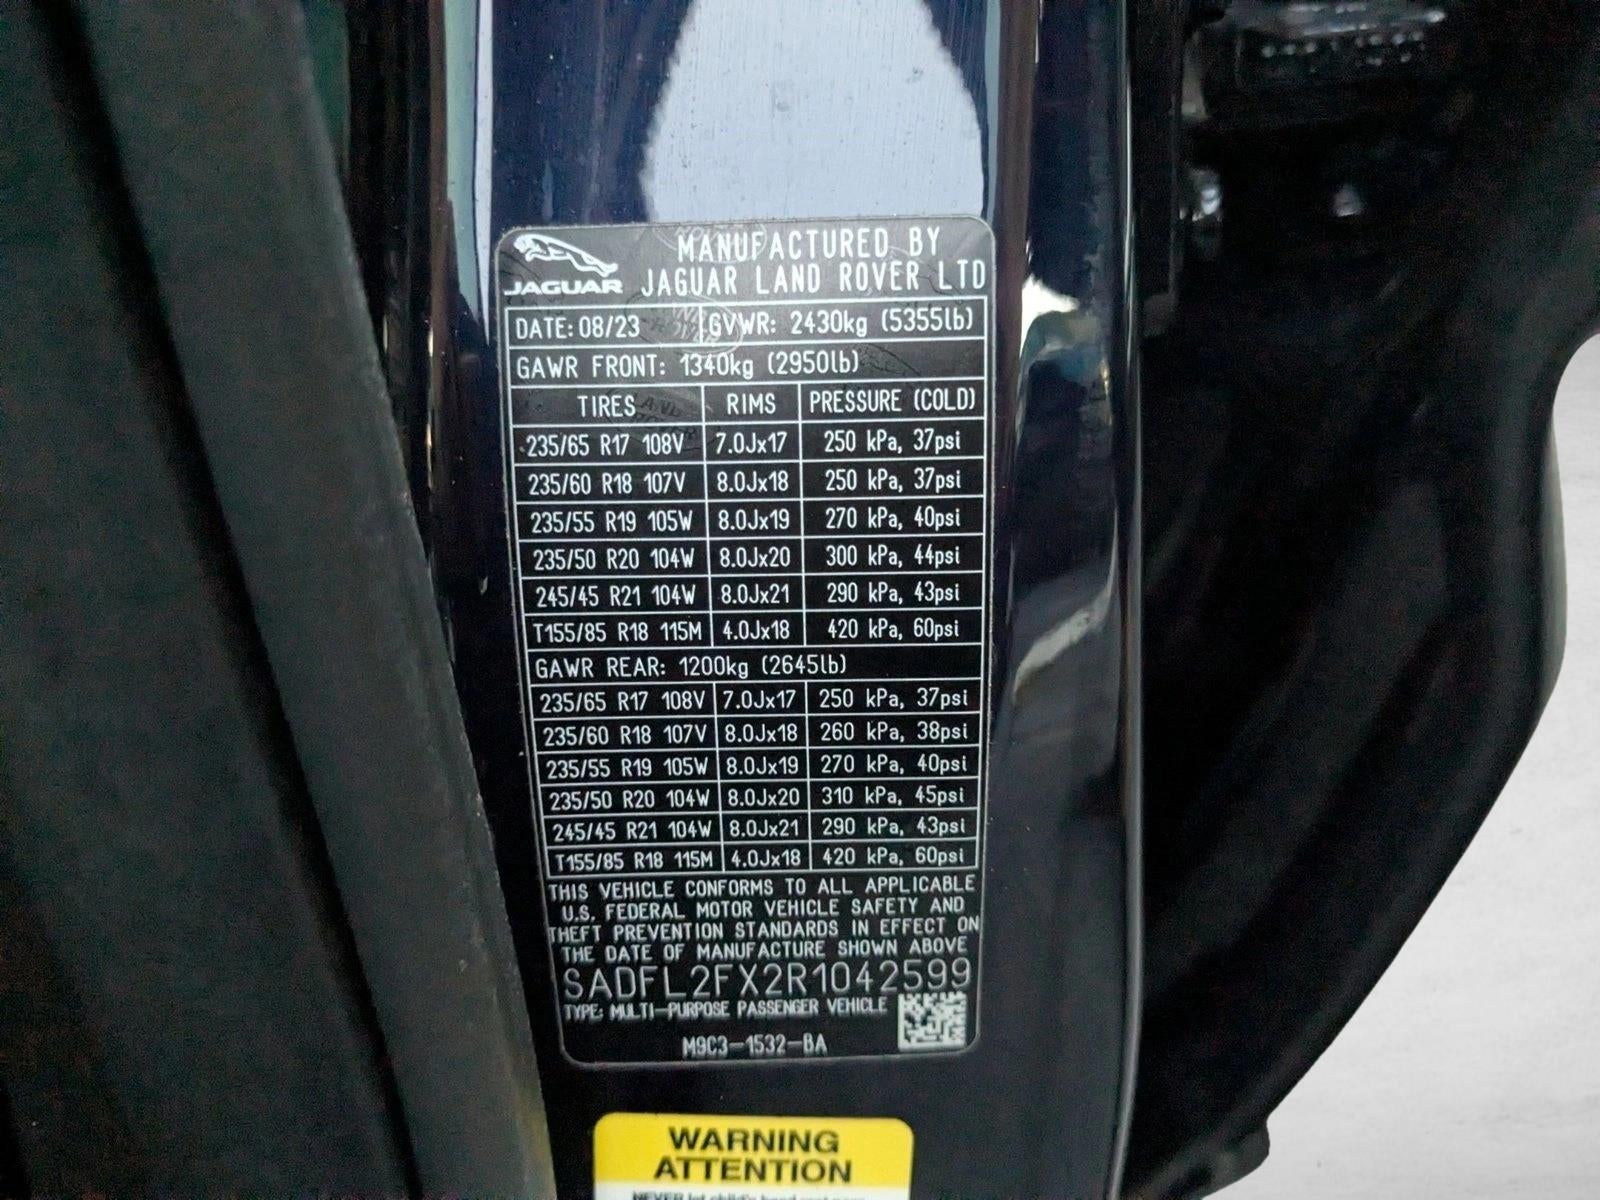 MANUFACTURED BY
JAGUAR JAGUAR LAND ROVER LTD
DATE: 08/23 GVWR: 2430kg (5355lb)
GAWR FRONT: 1340kg (2950lb)
TIRES RIMS PRESSURE (COLD)
235/65 R17 108V 7.0Jx17 250 kPa, 37psi
235/60 R18 107V 8.0Jx18 250 kPa, 37psi
235/55 R19 105W 8.0Jx19 270 kPa, 40psi
235/50 R20 104W 8.0Jx20 300 kPa, 44psi
245/45 R21 104W 8.0Jx21 290 kPa, 43psi
T155/85 R18 115M 4.0Jx18 420 kPa, 60psi
GAWR REAR: 1200kg (2645lb)
235/65 R17 108V 7.0Jx17 250 kPa, 37psi
235/60 R18 107V 8.0Jx18 260 kPa, 38psi
235/55 R19 105W 8.0Jx19 270 kPa, 40psi
235/50 R20 104W 8.0Jx20 310 kPa, 45psi
245/45 R21 104W 8.0Jx21 290 kPa, 43psi
T155/85 R18 115M 4.0Jx18 420 kPa, 60psi
THIS VEHICLE CONFORMS TO ALL APPLICABLE
U.S. FEDERAL MOTOR VEHICLE SAFETY AND
THEFT PREVENTION STANDARDS IN EFFECT ON
THE DATE OF MANUFACTURE SHOWN ABOVE
SADFL2FX2R1042599
TYPE: MULTI-PURPOSE PASSENGER VEHICLE
M9C3-1532-BA
WARNING
ATTENTION
NEVER let child's head rest near